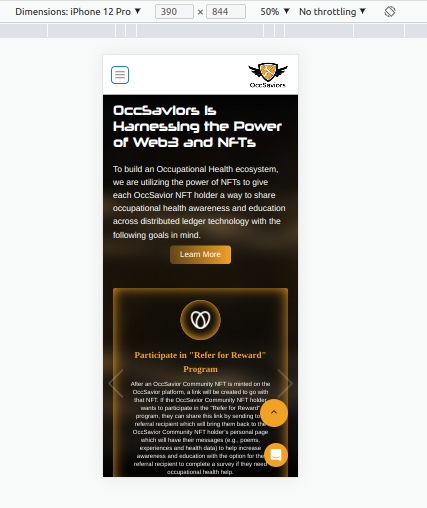 Dimensions: iPhone 12 Pro ▼ 390 × 844 50% ▼ No throttling ▼
OccSaviors
OccSaviors is
Harnessing the Power
of Web3 and NFTs
To build an Occupational Health ecosystem,
we are utilizing the power of NFTs to give
each OccSavior NFT holder a way to share
occupational health awareness and education
across distributed ledger technology with the
following goals in mind.
Learn More
Participate in "Refer for Reward"
Program
After an OccSavior Community NFT is minted on the
OccSavior platform, a link will be created to go with
that NFT. If the OccSavior Community NFT holder
wants to participate in the "Refer for Reward"
program, they can share this link by sending to
referral recipient which will bring them back to the
OccSavior Community NFT holder's personal page
which will have their messages (e.g., poems,
experiences and health data) to help increase
awareness and education with the option for the
referral recipient to complete a survey if they need
occupational health help.